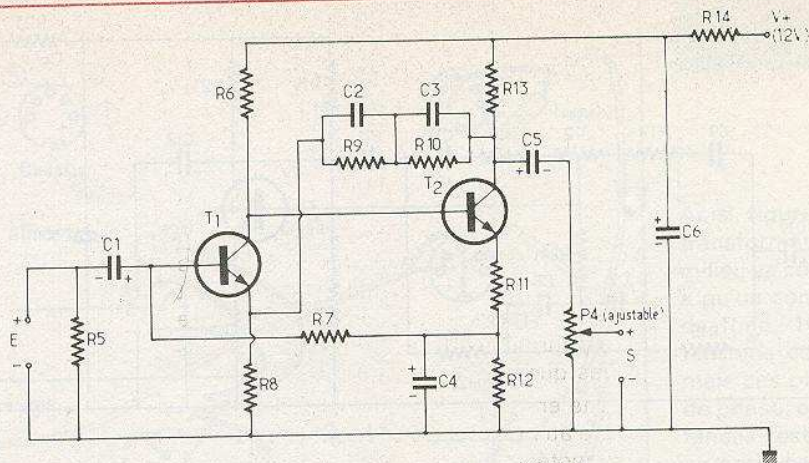 R14
V+
(12V)
R6
R13
C2
C3
R9
R10
C5
T1
T2
C1
C6
R11
P4 (ajustable)
R7
E
R5
S
C4
R12
R8
+
-